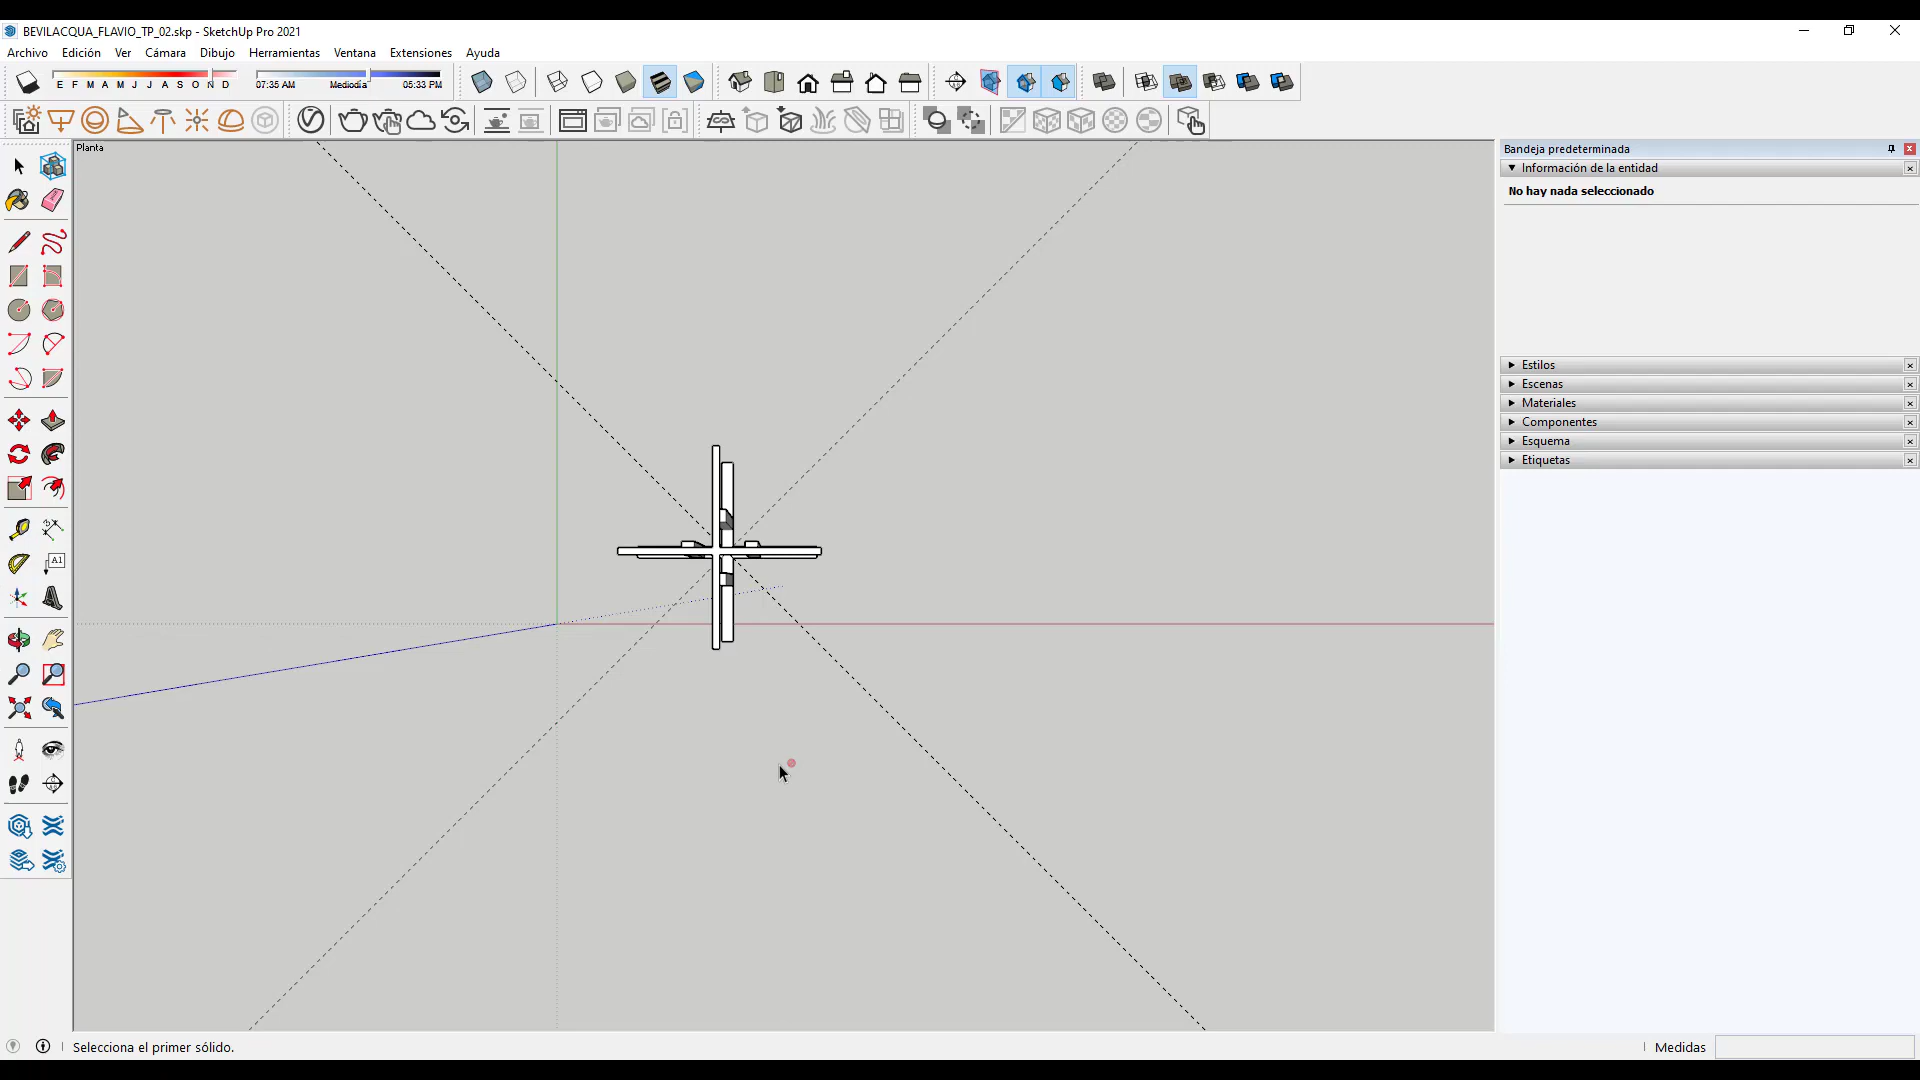 BEVILACQUA_FLAVIO_TP_02.skp - SketchUp Pro 2021
Archivo Edición Ver Cámara Dibujo Herramientas Ventana Extensiones Ayuda
E F M A M J J A S O N D 07:35 AM Mediodía 05:33 PM
Planta
Bandeja predeterminada
Información de la entidad
No hay nada seleccionado
Estilos
Escenas
Materiales
Componentes
Esquema
Etiquetas
A1
Selecciona el primer sólido.
Medidas